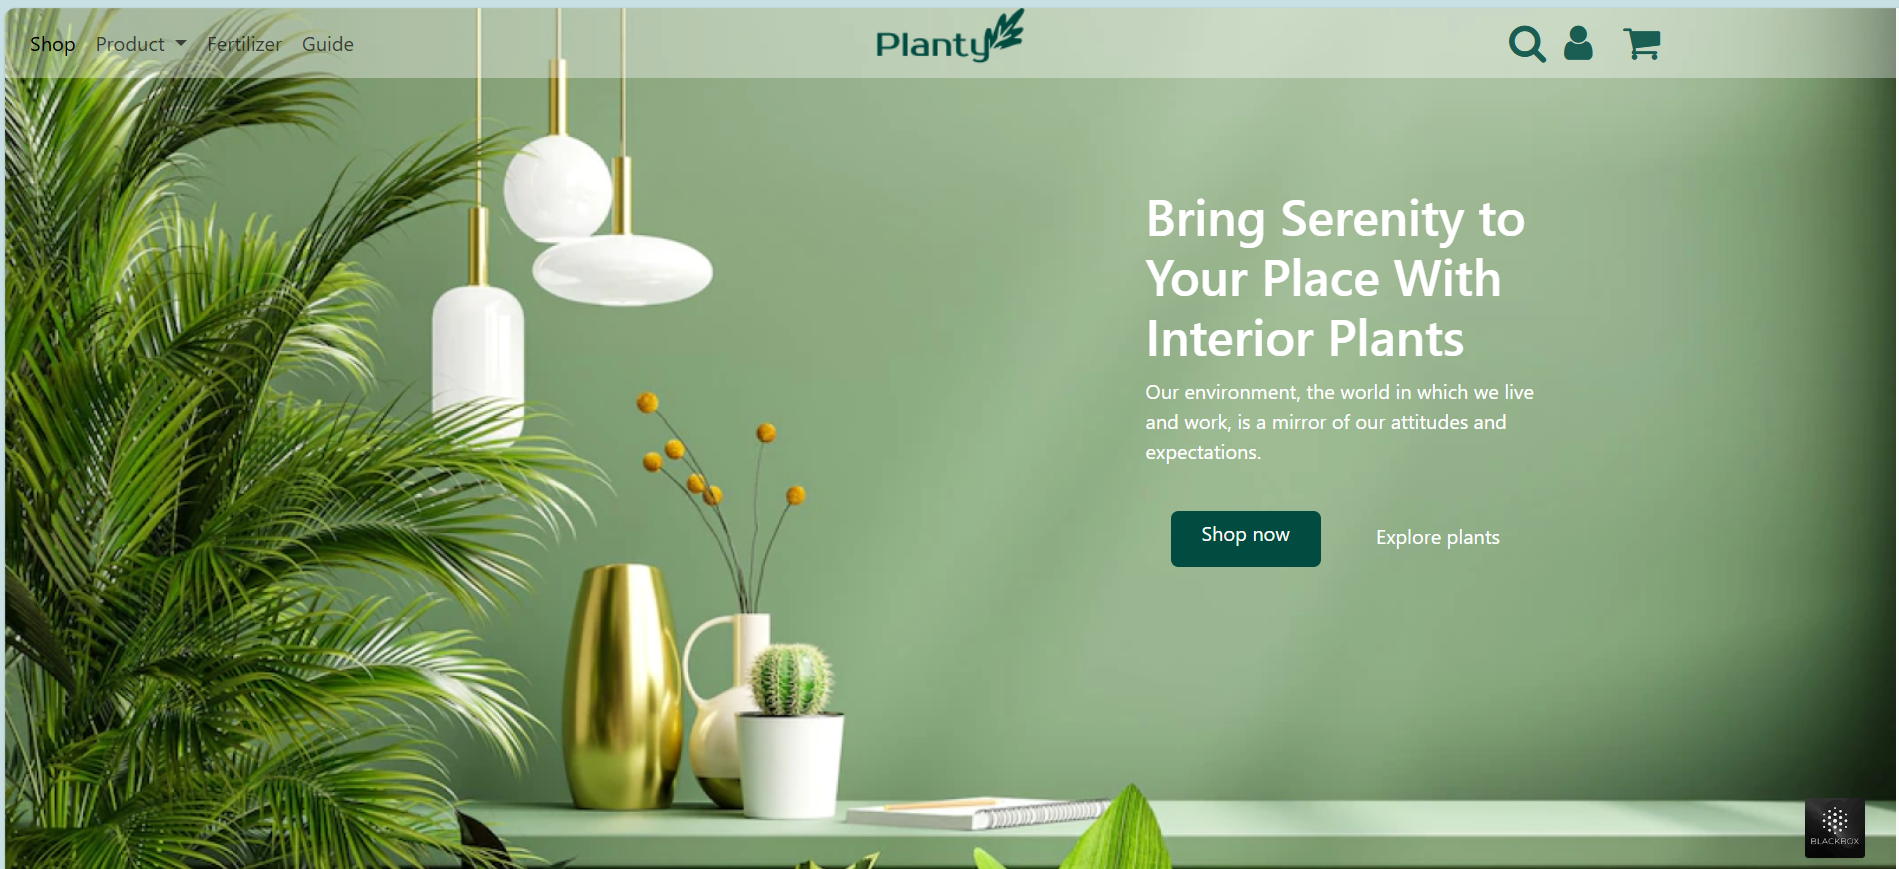 Shop Product Fertilizer Guide
Planty
Bring Serenity to
Your Place With
Interior Plants
Our environment, the world in which we live
and work, is a mirror of our attitudes and
expectations.
Shop now Explore plants
BLACKBOX